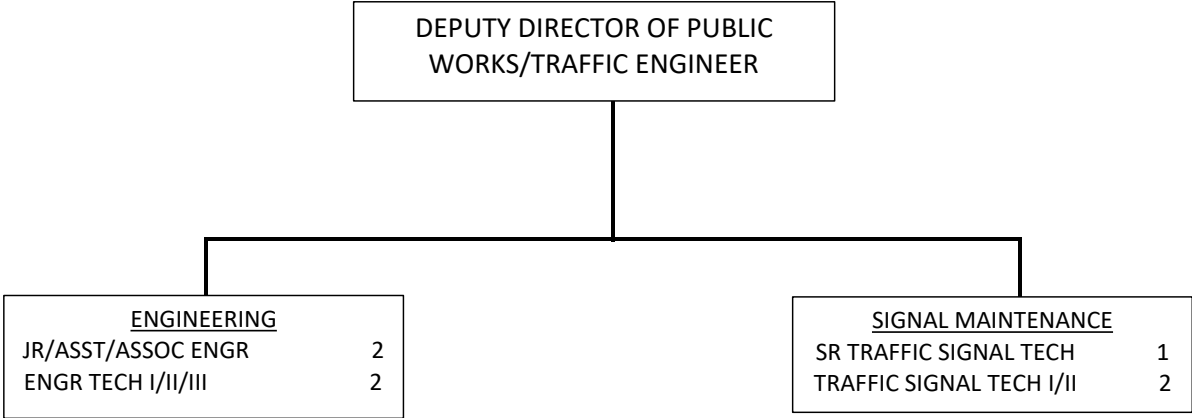 DEPUTY DIRECTOR OF PUBLIC
WORKS/TRAFFIC ENGINEER
ENGINEERING
JR/ASST/ASSOC ENGR 2
ENGR TECH I/II/III 2
SIGNAL MAINTENANCE
SR TRAFFIC SIGNAL TECH 1
TRAFFIC SIGNAL TECH I/II 2